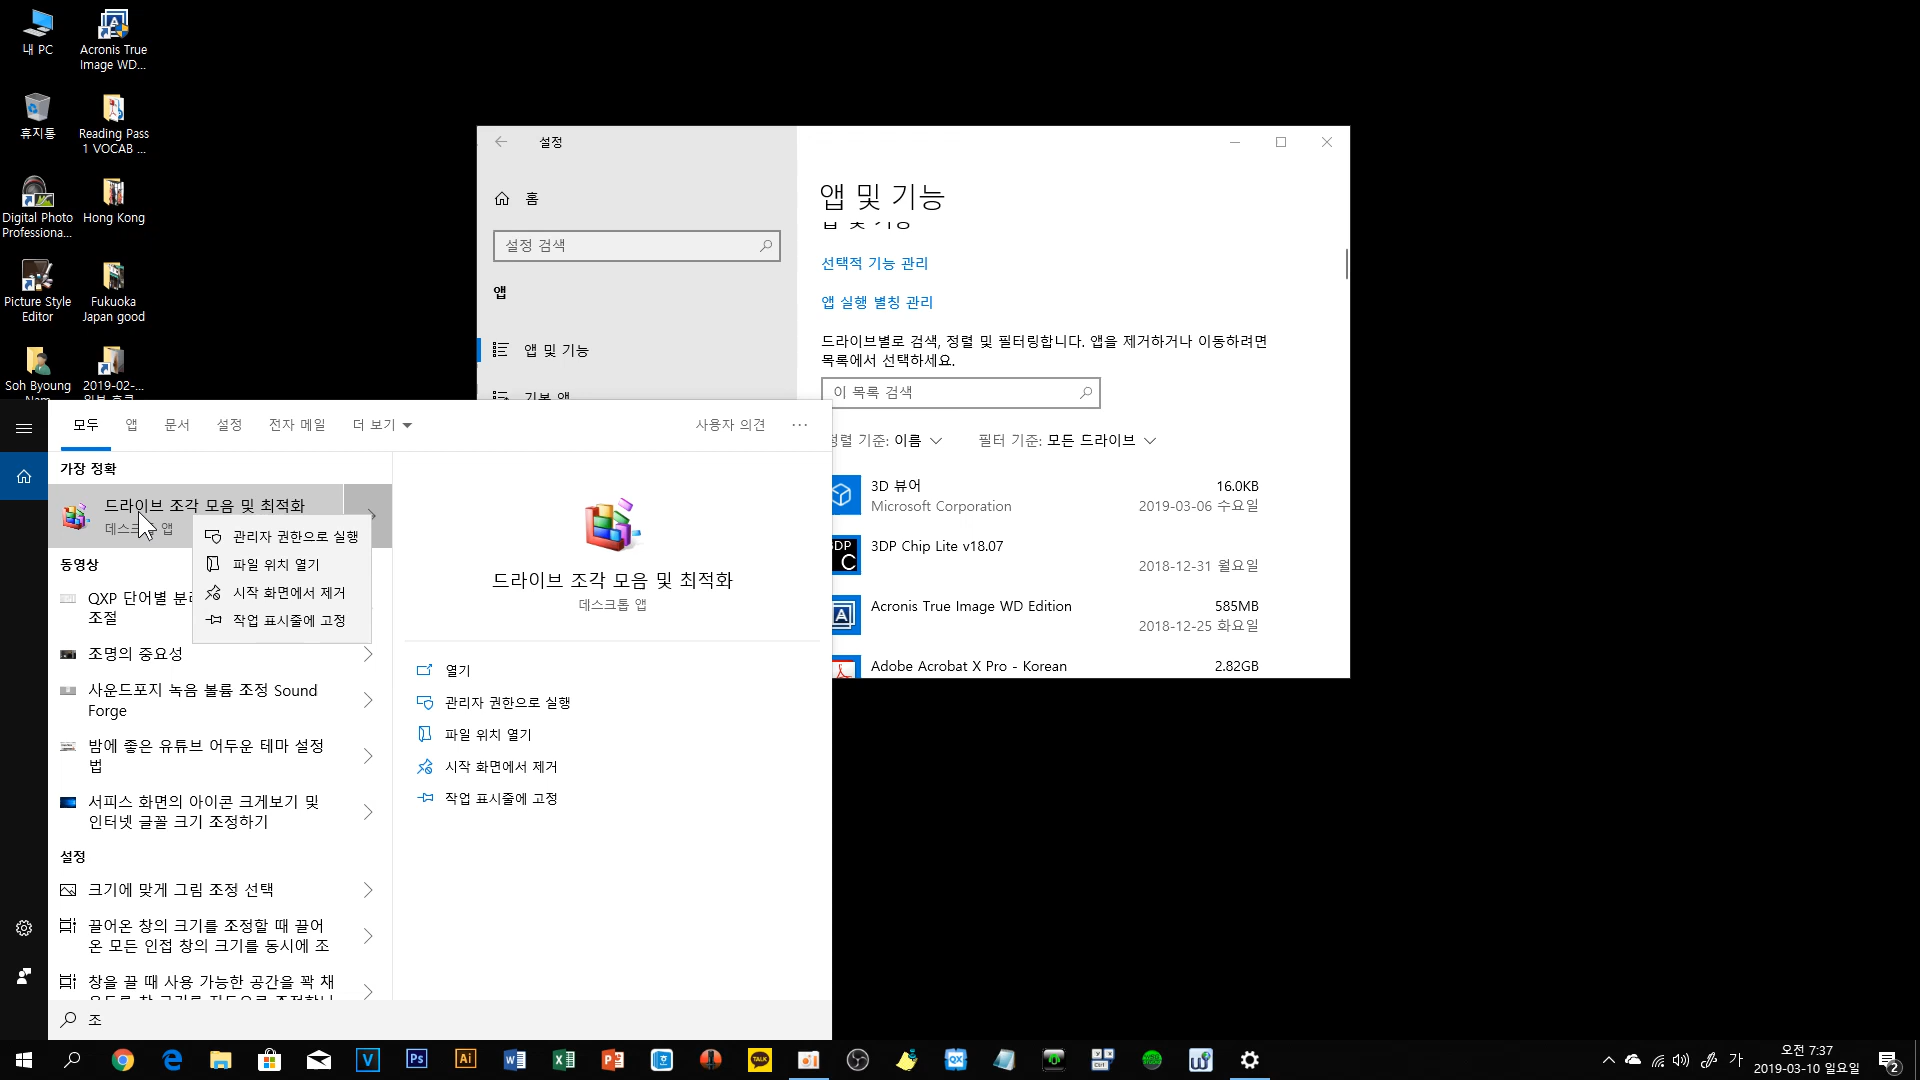 내 PC
Acronis True
Image WD...
휴지통
Reading Pass
1 VOCAB ...
Digital Photo
Professiona...
Hong Kong
Picture Style
Editor
Fukuoka
Japan good
Soh Byoung
Nam
2019-02-...
설정
홈
설정 검색
앱
앱 및 기능
기본 앱
앱 및 기능
앱 및 기능
선택적 기능 관리
앱 실행 별칭 관리
드라이브별로 검색, 정렬 및 필터링합니다. 앱을 제거하거나 이동하려면
목록에서 선택하세요.
이 목록 검색
정렬 기준: 이름
필터 기준: 모든 드라이브
3D 뷰어
16.0KB
Microsoft Corporation
2019-03-06 수요일
3DP Chip Lite v18.07
2018-12-31 월요일
Acronis True Image WD Edition
585MB
2018-12-25 화요일
Adobe Acrobat X Pro - Korean
2.82GB
모두
앱
문서
설정
전자 메일
더 보기
사용자 의견
가장 정확
드라이브 조각 모음 및 최적화
데스크톱 앱
관리자 권한으로 실행
파일 위치 열기
시작 화면에서 제거
작업 표시줄에 고정
동영상
QXP 단어별 분리
조절
조명의 중요성
사운드포지 녹음 볼륨 조정 Sound
Forge
밤에 좋은 유튜브 어두운 테마 설정
법
서피스 화면의 아이콘 크게보기 및
인터넷 글꼴 크기 조정하기
설정
크기에 맞게 그림 조정 선택
끌어온 창의 크기를 조정할 때 끌어
온 모든 인접 창의 크기를 동시에 조
창을 끌 때 사용 가능한 공간을 꽉 채
드라이브 조각 모음 및 최적화
데스크톱 앱
열기
관리자 권한으로 실행
파일 위치 열기
시작 화면에서 제거
작업 표시줄에 고정
조
가
오전 7:37
2019-03-10 일요일
2